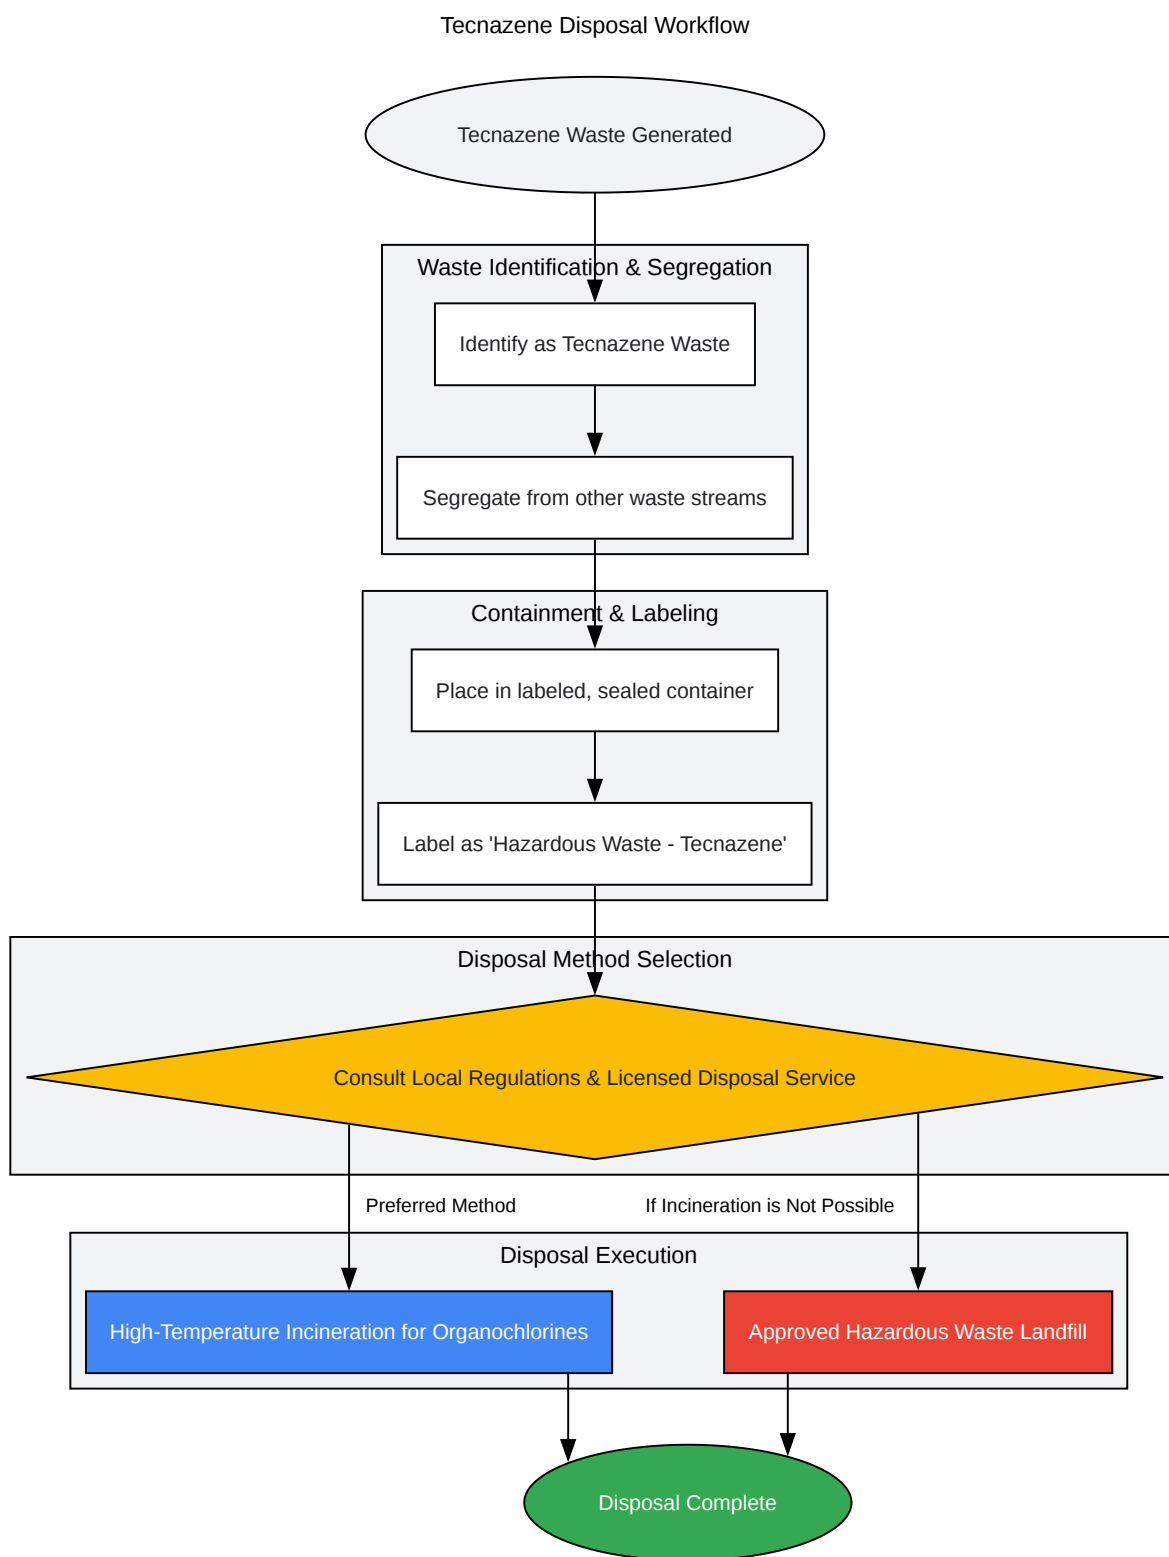 Tecnazene Disposal Workflow
Tecnazene Waste Generated
Waste Identification & Segregation
Identify as Tecnazene Waste
Segregate from other waste streams
Containment & Labeling
Place in labeled, sealed container
Label as 'Hazardous Waste - Tecnazene'
Disposal Method Selection
Consult Local Regulations & Licensed Disposal Service
Preferred Method
If Incineration is Not Possible
Disposal Execution
High-Temperature Incineration for Organochlorines
Approved Hazardous Waste Landfill
Disposal Complete